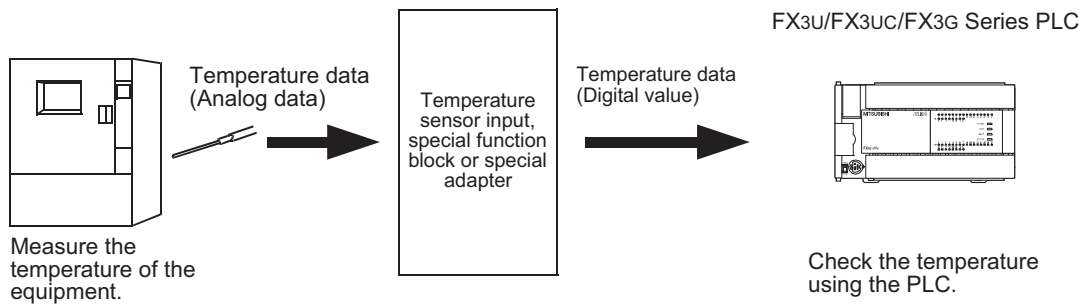 FX3U/FX3UC/FX3G Series PLC
Temperature data
(Analog data)
Temperature
sensor input,
special function
block or special
adapter
Temperature data
(Digital value)
MITSUBISHI
Measure the
temperature of the
equipment.
Check the temperature
using the PLC.